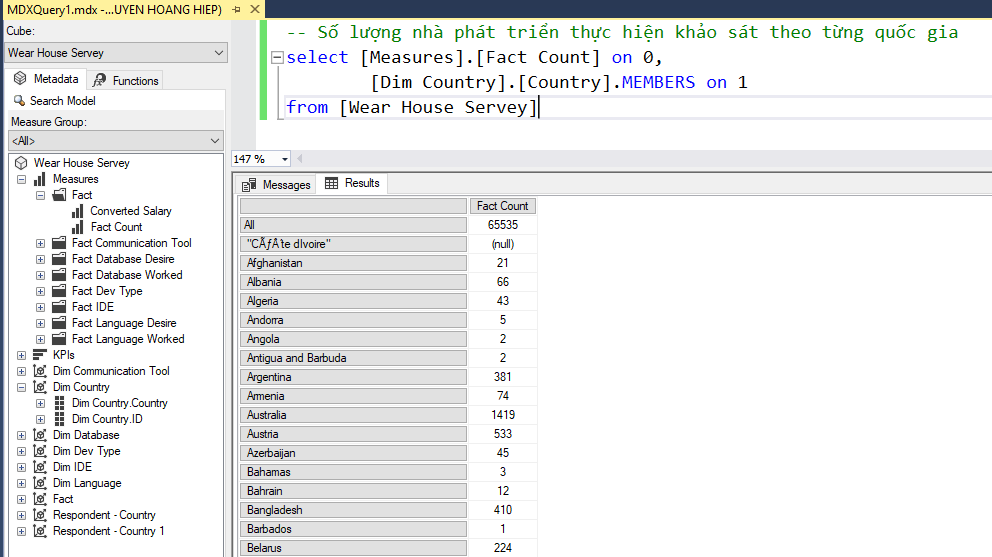 MDXQuery1.mdx -...UYEN HOANG HIEP)
Cube:
Wear House Servey
Metadata
Functions
Search Model
Measure Group:
<All>
Wear House Servey
Measures
Fact
Converted Salary
Fact Count
Fact Communication Tool
Fact Database Desire
Fact Database Worked
Fact Dev Type
Fact IDE
Fact Language Desire
Fact Language Worked
KPIs
Dim Communication Tool
Dim Country
Dim Country.Country
Dim Country.ID
Dim Database
Dim Dev Type
Dim IDE
Dim Language
Fact
Respondent - Country
Respondent - Country 1
-- Số lượng nhà phát triển thực hiện khảo sát theo từng quốc gia
select [Measures].[Fact Count] on 0,
[Dim Country].[Country].MEMBERS on 1
from [Wear House Servey]
147 %
Messages
Results
Fact Count
All 65535
"CÃƒÂ´te dIvoire" (null)
Afghanistan 21
Albania 66
Algeria 43
Andorra 5
Angola 2
Antigua and Barbuda 2
Argentina 381
Armenia 74
Australia 1419
Austria 533
Azerbaijan 45
Bahamas 3
Bahrain 12
Bangladesh 410
Barbados 1
Belarus 224